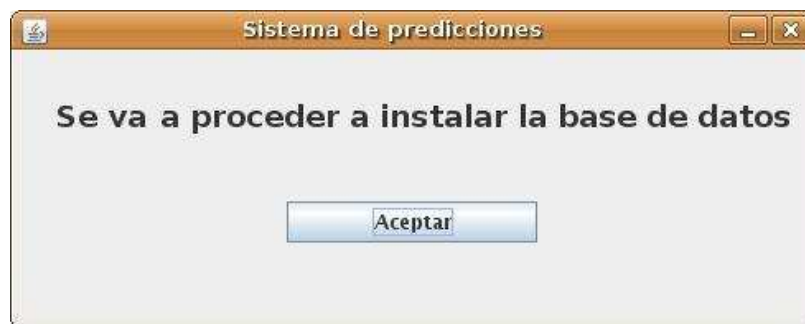 Sistema de predicciones
Se va a proceder a instalar la base de datos
Aceptar